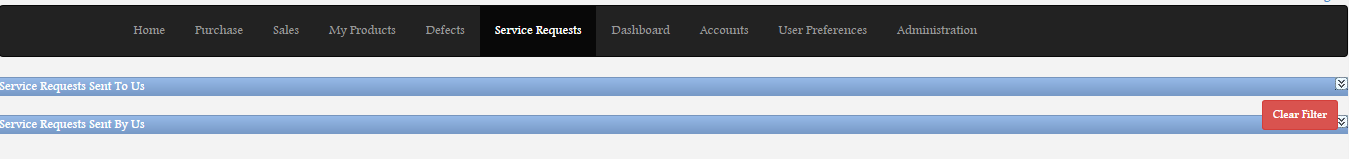 Home Purchase Sales My Products Defects Service Requests Dashboard Accounts User Preferences Administration
Service Requests Sent To Us
Clear Filter
Service Requests Sent By Us